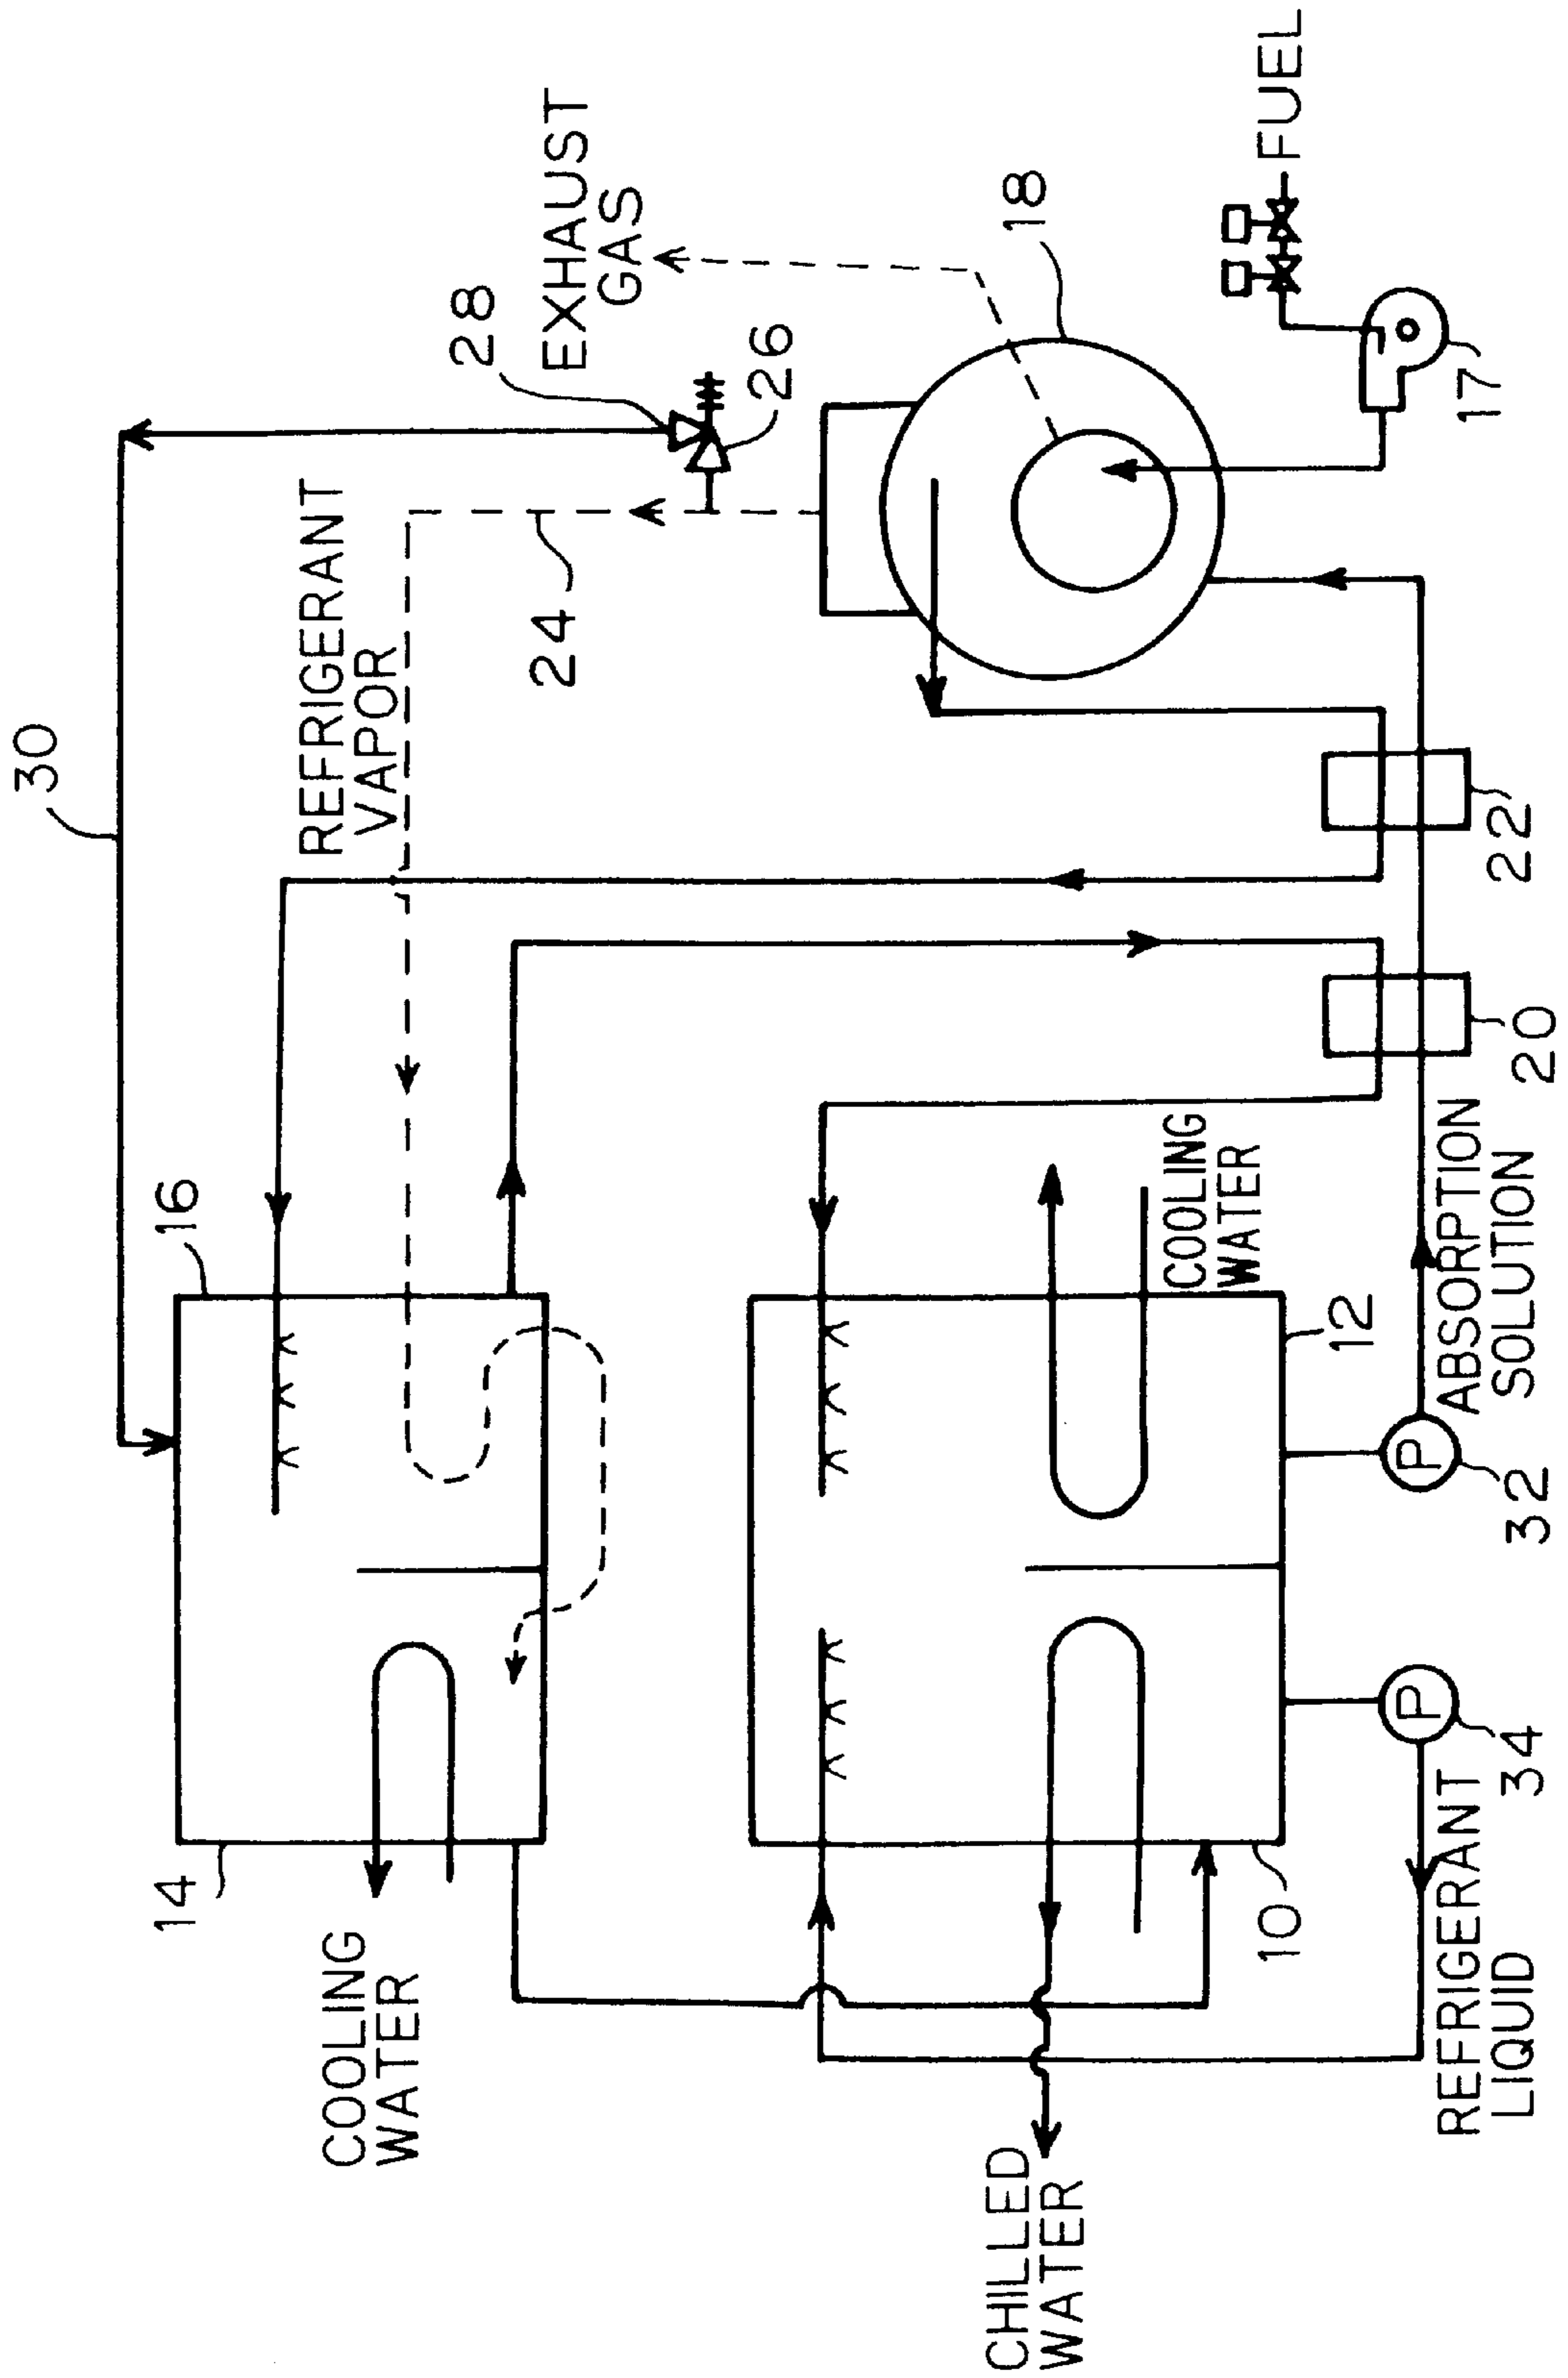 30
28
EXHAUST
GAS
REFRIGERANT
VAPOR
24
26
18
FUEL
17
16
14
COOLING
WATER
22
20
COOLING
WATER
12
10
CHILLED
WATER
ABSORPTION
SOLUTION
P
32
P
34
REFRIGERANT
LIQUID